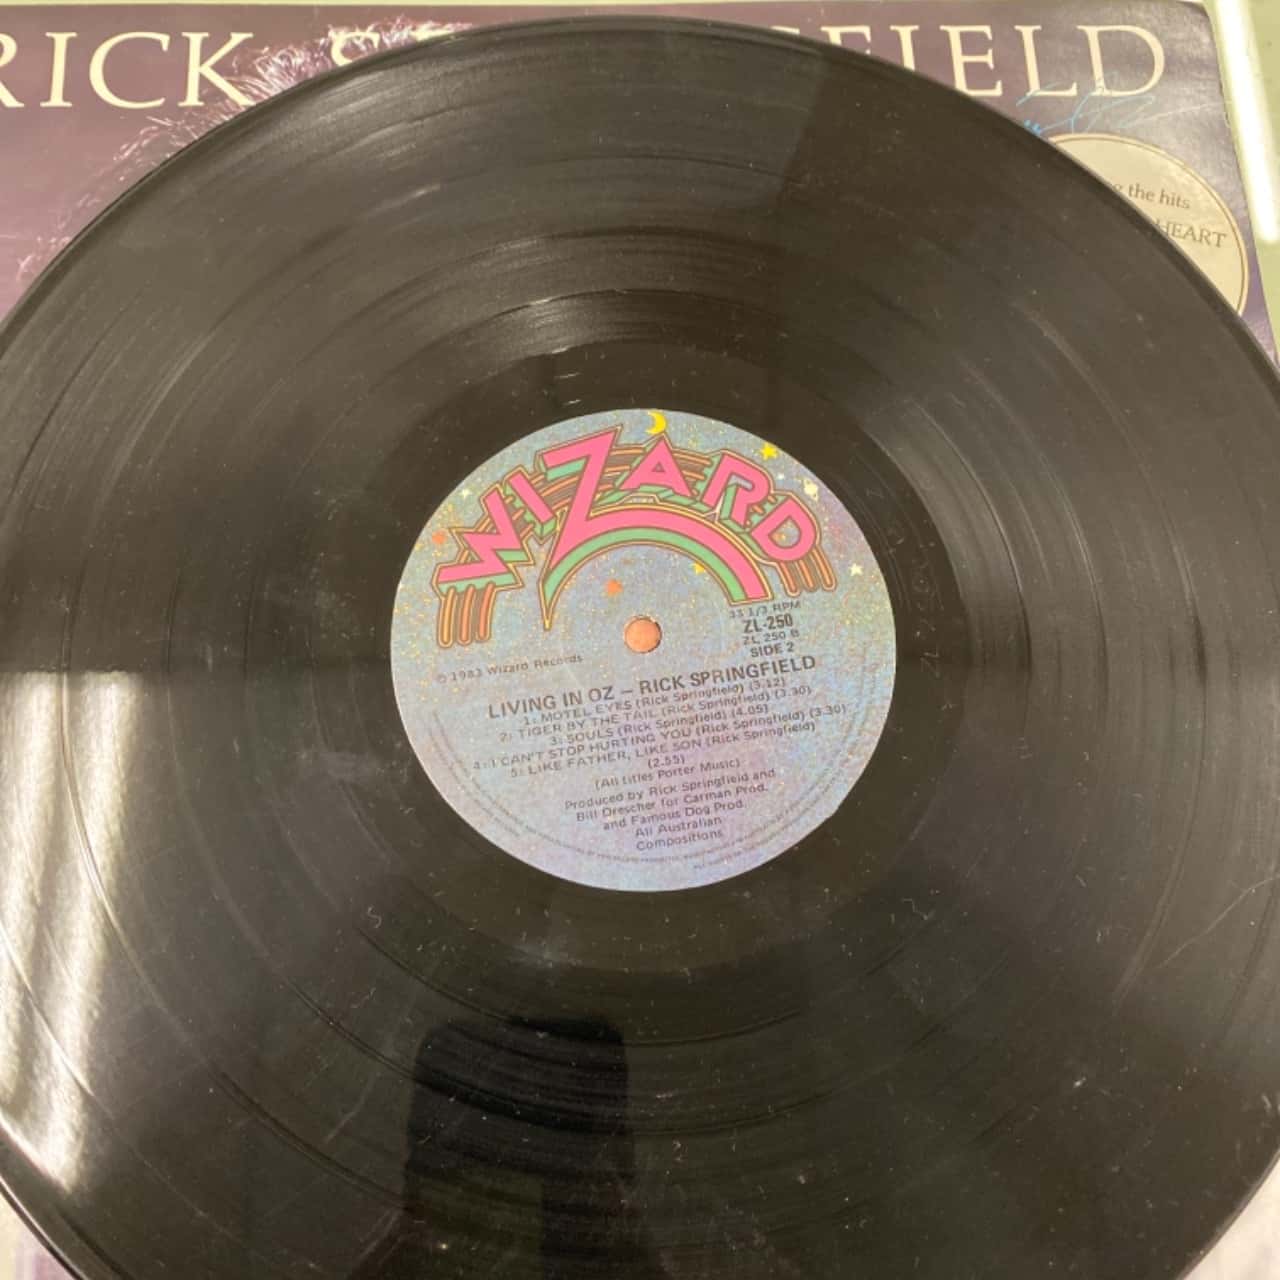 RICK S FIELD
the hits
HEART
WIZARD
33 1/3 RPM
ZL-250
ZL 250 B
SIDE 2
© 1983 Wizard Records
LIVING IN OZ – RICK SPRINGFIELD
1: MOTEL EYES (Rick Springfield) (3.12)
2: TIGER BY THE TAIL (Rick Springfield) (3.30)
3: SOULS (Rick Springfield) (4.05)
4: I CAN'T STOP HURTING YOU (Rick Springfield) (3.30)
5: LIKE FATHER, LIKE SON (Rick Springfield)
(2.55)
(All titles Porter Music)
Produced by Rick Springfield and
Bill Drescher for Carman Prod.
and Famous Dog Prod.
All Australian
Compositions